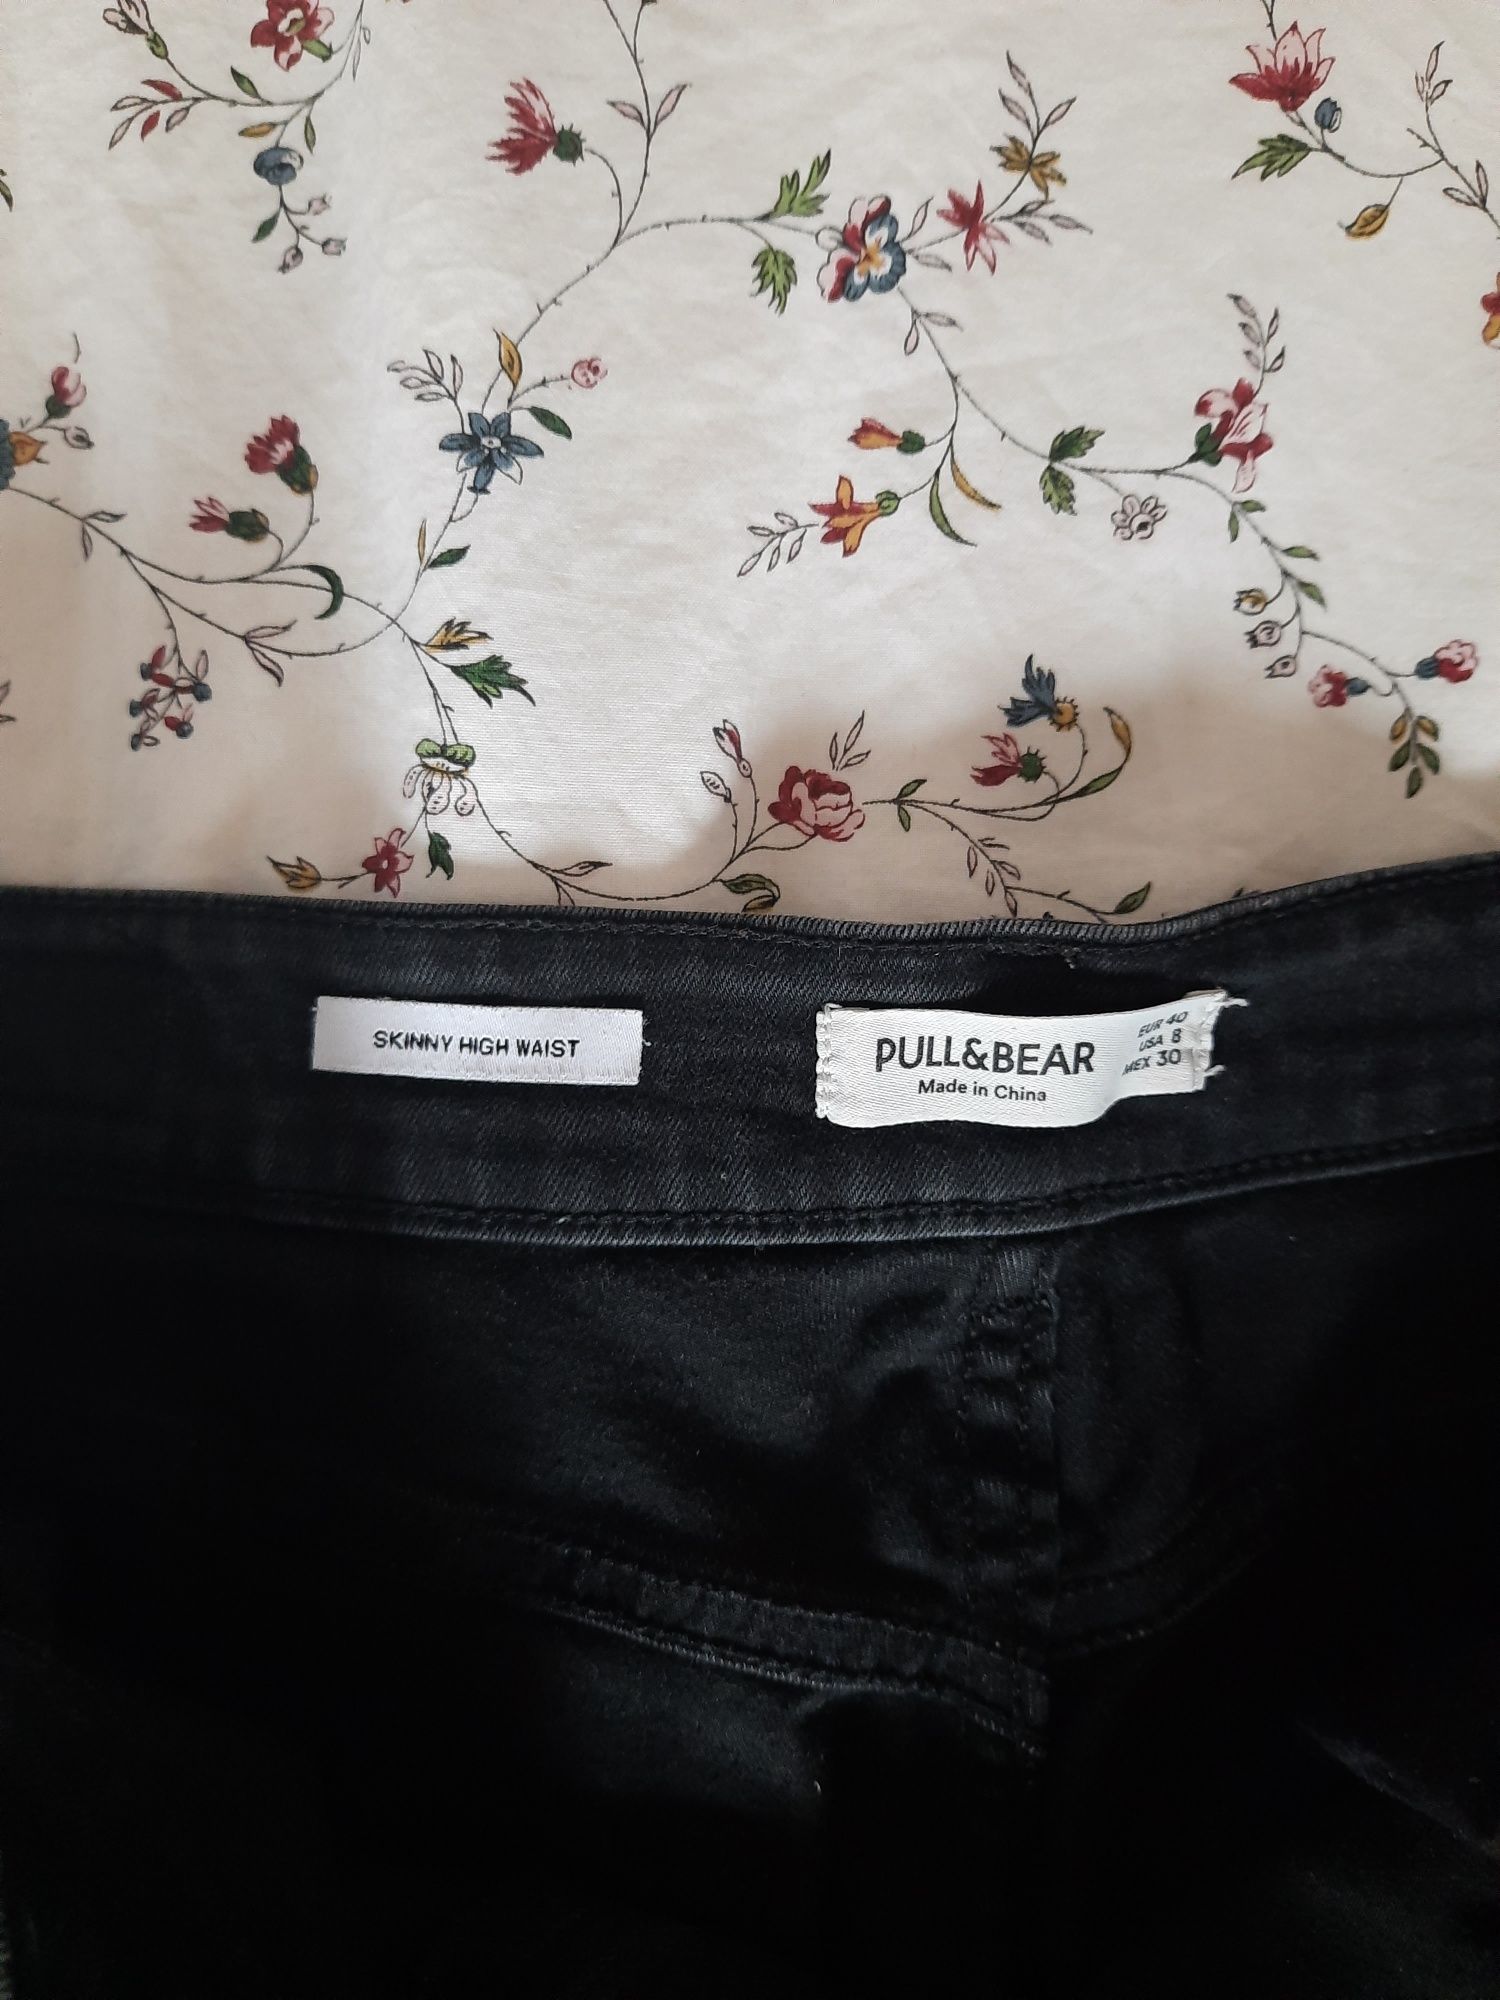 SKINNY HIGH WAIST
PULL&BEAR
Made in China
EUR 40
USA 8
MEX 30